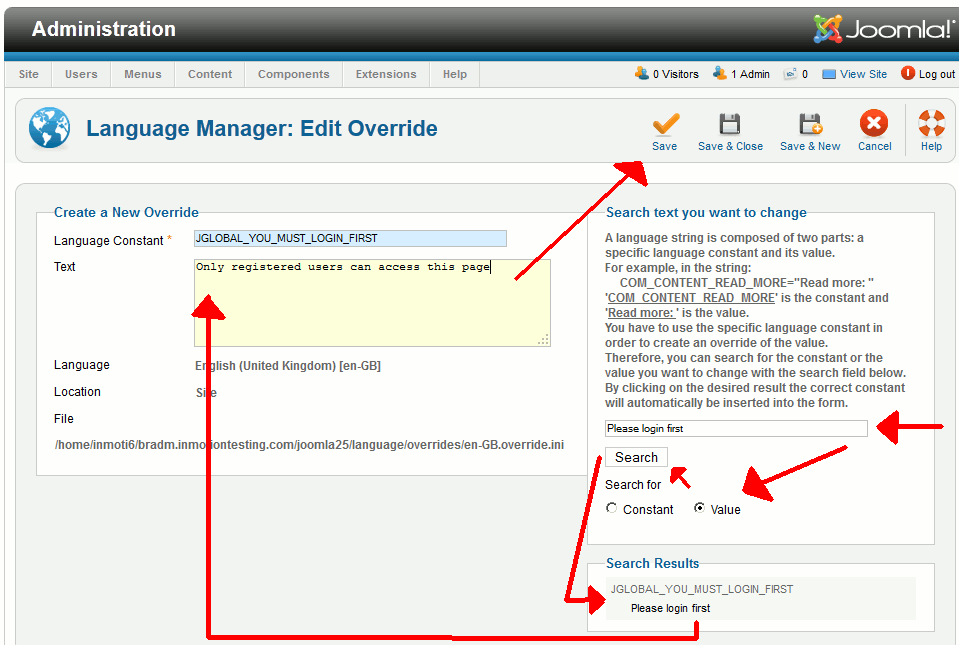 Administration
Joomla!
Site Users Menus Content Components Extensions Help 0 Visitors 1 Admin 0 View Site Log out
Language Manager: Edit Override
Save Save & Close Save & New Cancel Help
Create a New Override
Language Constant * JGLOBAL_YOU_MUST_LOGIN_FIRST
Text Only registered users can access this page
Language English (United Kingdom) [en-GB]
Location Site
File
/home/inmoti6/bradm.inmotiontesting.com/joomla25/language/overrides/en-GB.override.ini
Search text you want to change
A language string is composed of two parts: a
specific language constant and its value.
For example, in the string:
COM_CONTENT_READ_MORE="Read more: "
'COM_CONTENT_READ_MORE' is the constant and
'Read more: ' is the value.
You have to use the specific language constant in
order to create an override of the value.
Therefore, you can search for the constant or the
value you want to change with the search field below.
By clicking on the desired result the correct constant
will automatically be inserted into the form.
Please login first
Search
Search for
Constant Value
Search Results
JGLOBAL_YOU_MUST_LOGIN_FIRST
Please login first